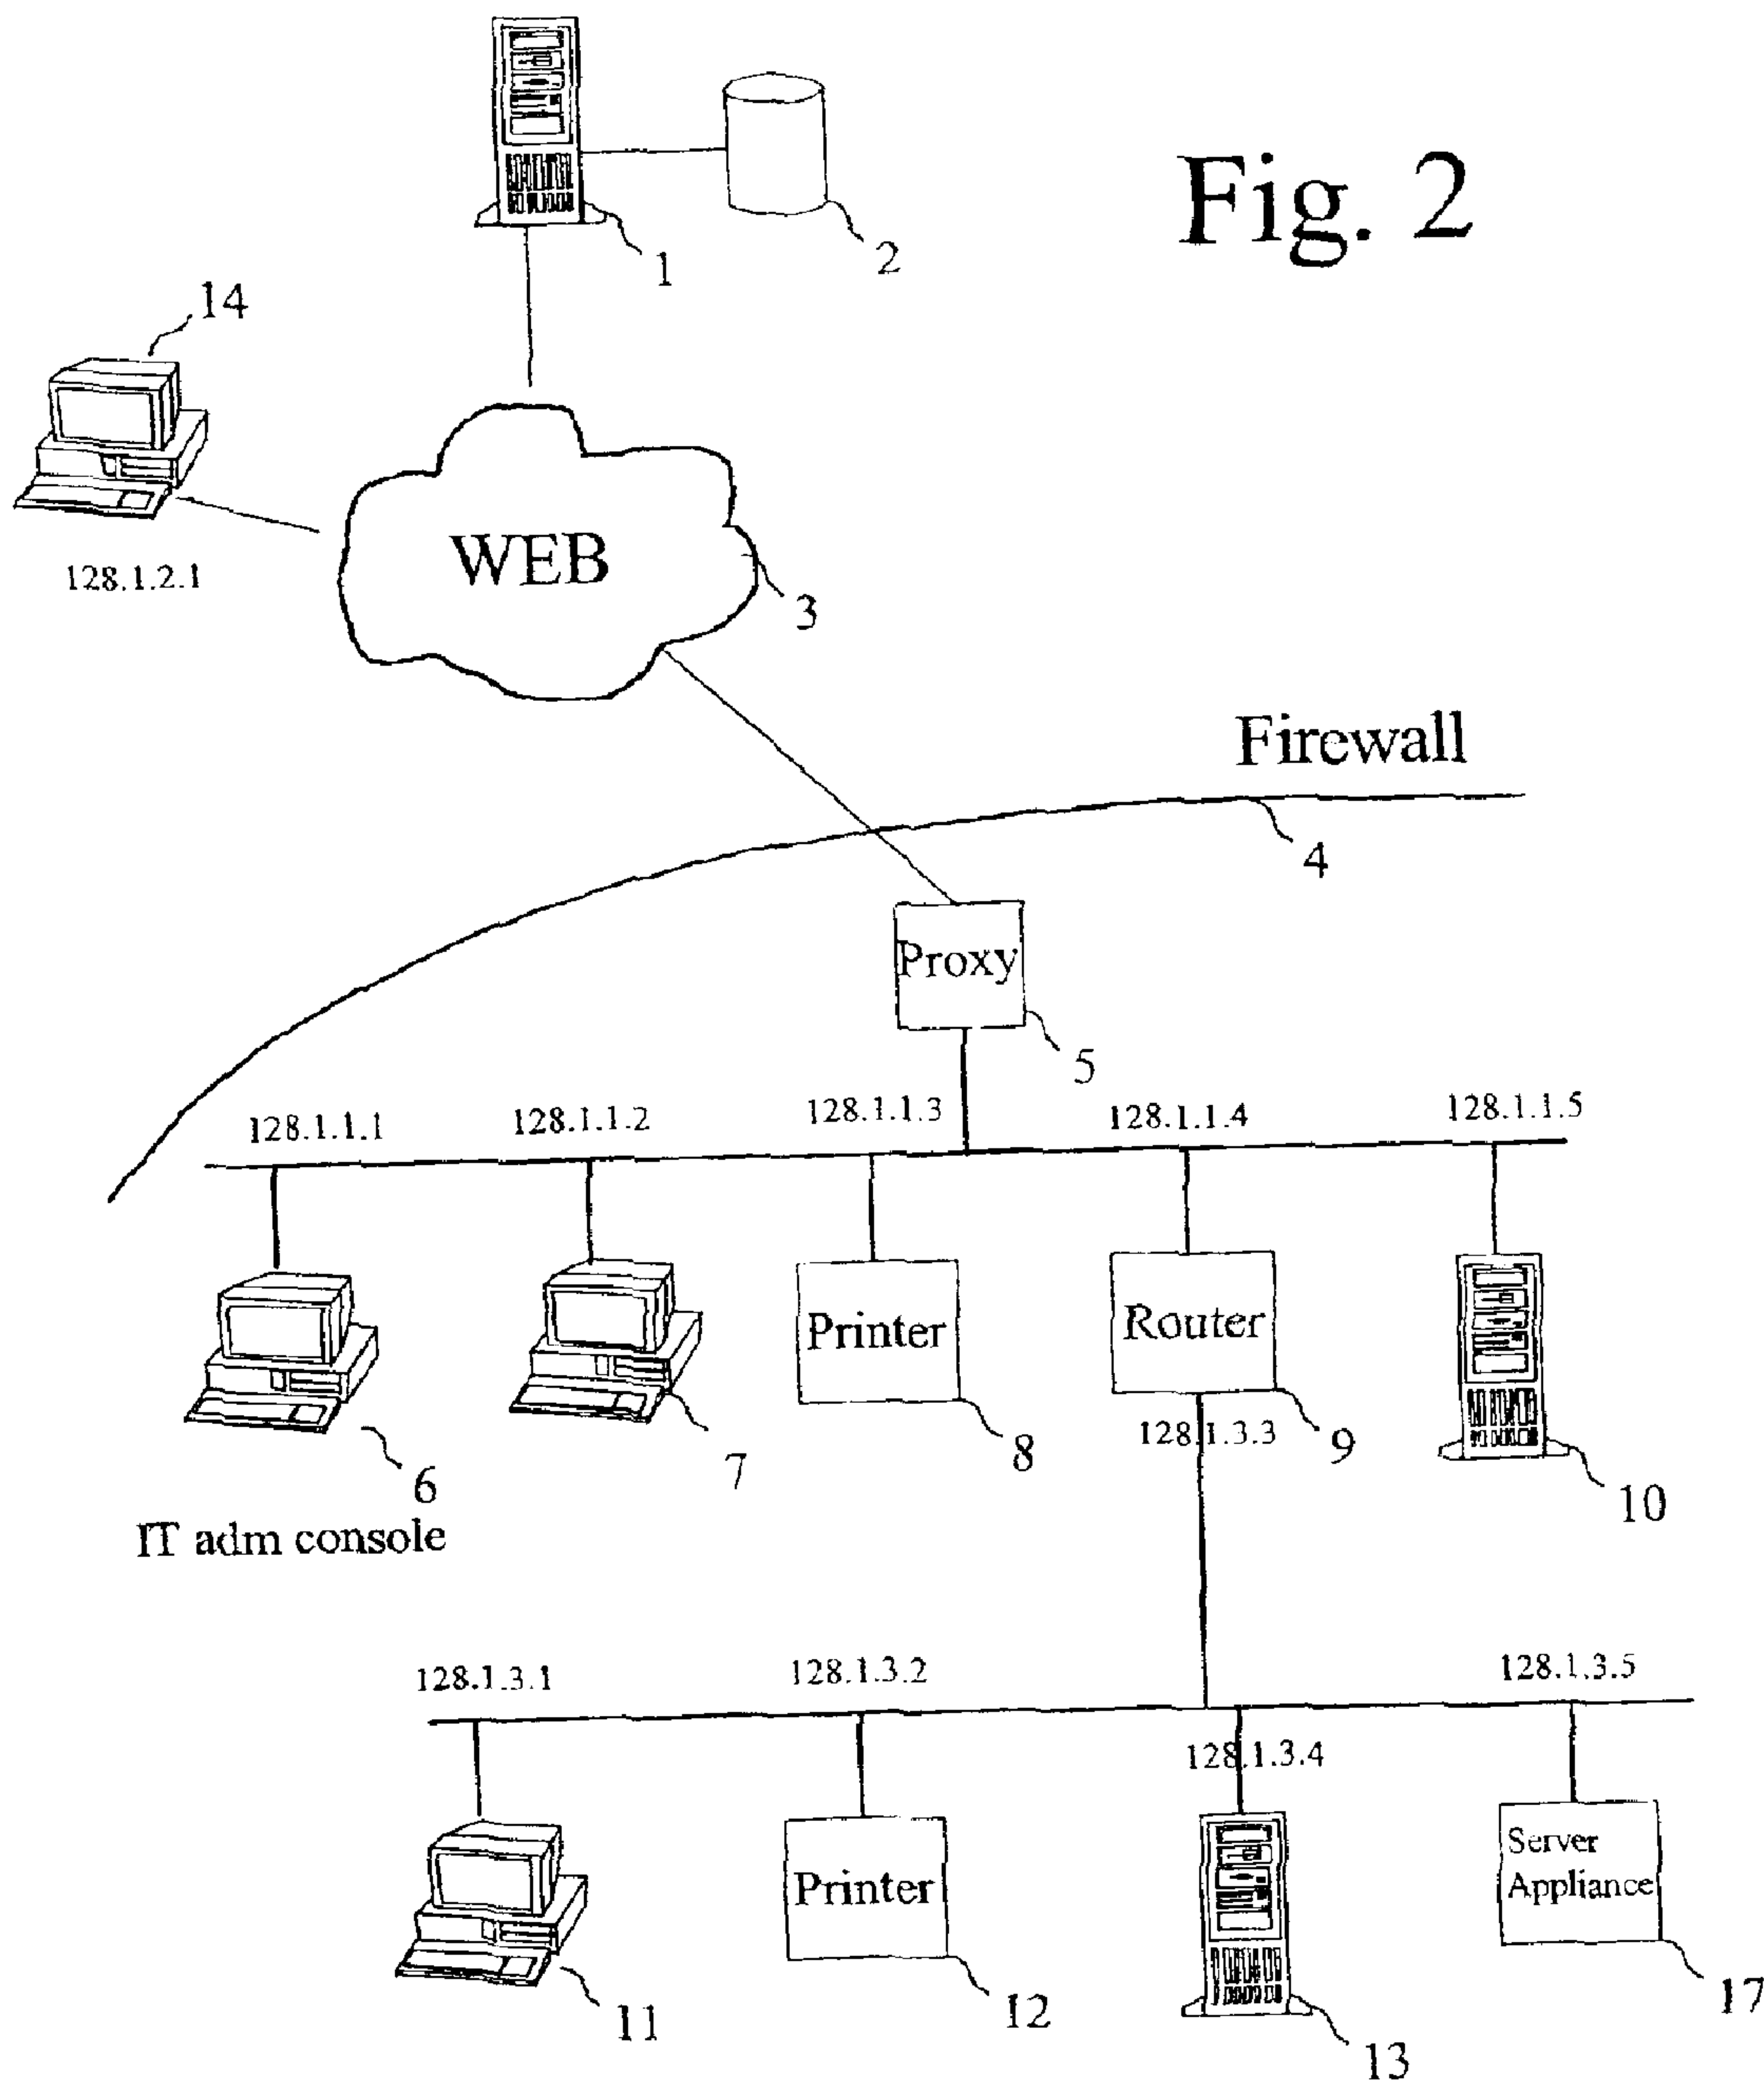 Fig. 2
1
2
14
128.1.2.1
WEB
3
Firewall
4
Proxy
5
128.1.1.1
128.1.1.2
128.1.1.3
128.1.1.4
128.1.1.5
Printer
Router
6
7
8
128.1.3.3
9
10
IT adm console
128.1.3.1
128.1.3.2
128.1.3.5
128.1.3.4
Printer
Server
Appliance
11
12
13
17